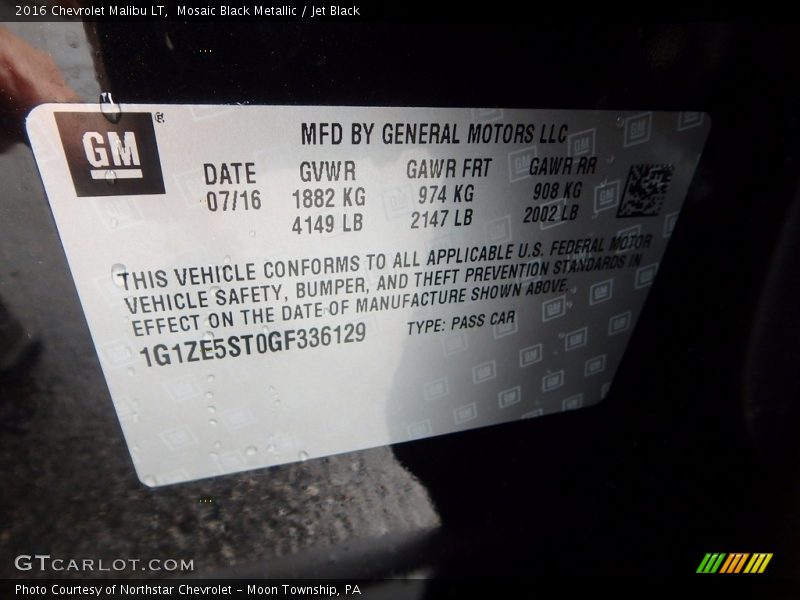 2016 Chevrolet Malibu LT, Mosaic Black Metallic / Jet Black
GM ®
MFD BY GENERAL MOTORS LLC
DATE GVWR GAWR FRT GAWR RR
07/16 1882 KG 974 KG 908 KG
4149 LB 2147 LB 2002 LB
THIS VEHICLE CONFORMS TO ALL APPLICABLE U.S. FEDERAL MOTOR
VEHICLE SAFETY, BUMPER, AND THEFT PREVENTION STANDARDS IN
EFFECT ON THE DATE OF MANUFACTURE SHOWN ABOVE.
1G1ZE5ST0GF336129 TYPE: PASS CAR
GTCARLOT.COM
Photo Courtesy of Northstar Chevrolet - Moon Township, PA